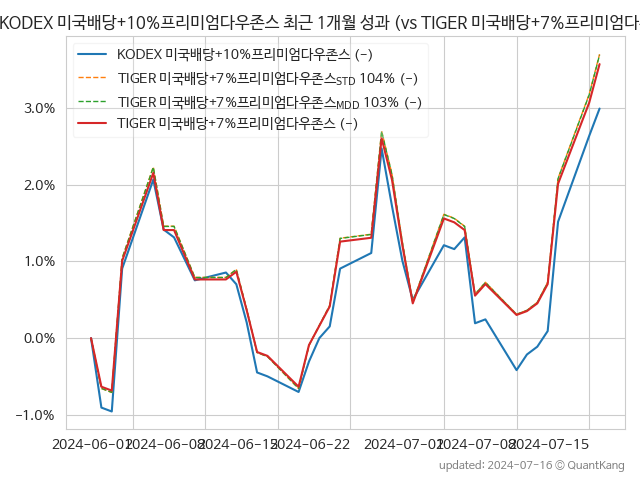 KODEX 미국배당+10%프리미엄다우존스 최근 1개월 성과 (vs TIGER 미국배당+7%프리미엄다
KODEX 미국배당+10%프리미엄다우존스 (-)
TIGER 미국배당+7%프리미엄다우존스STD 104% (-)
TIGER 미국배당+7%프리미엄다우존스MDD 103% (-)
TIGER 미국배당+7%프리미엄다우존스 (-)
3.0%
2.0%
1.0%
0.0%
-1.0%
2024-06-01 2024-06-08 2024-06-15 2024-06-22 2024-07-01 2024-07-08 2024-07-15
updated: 2024-07-16 © QuantKang